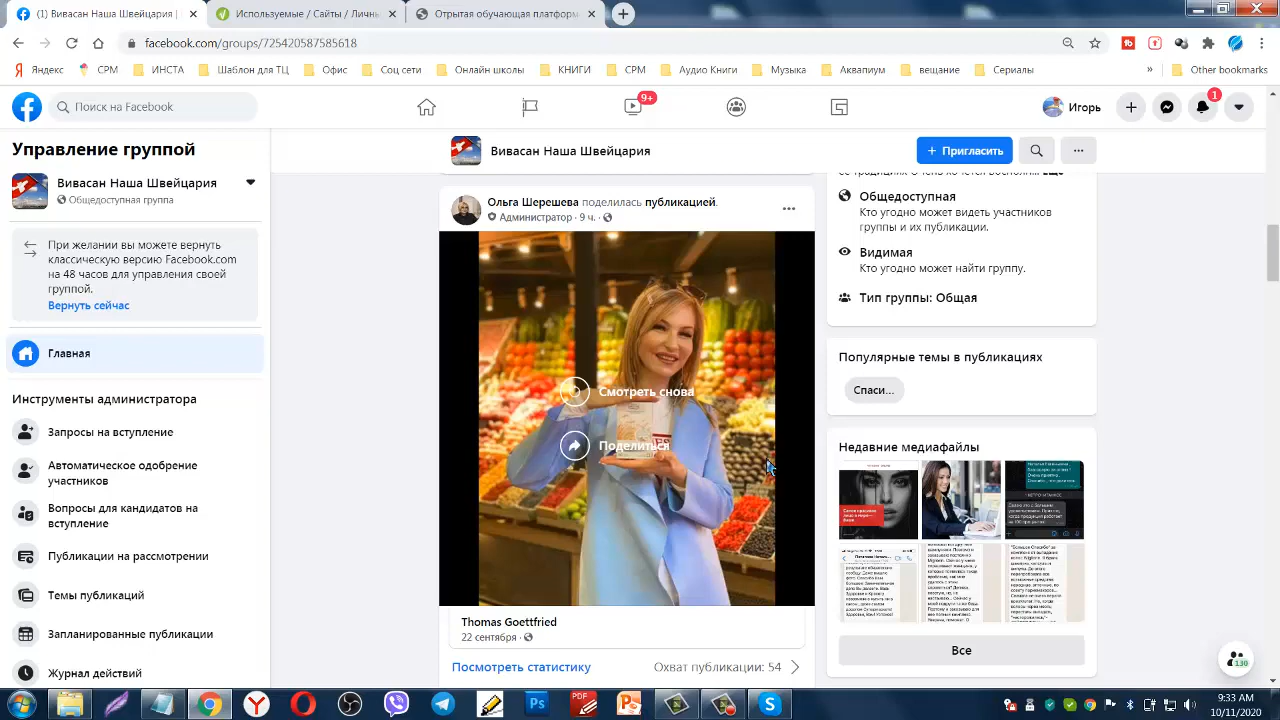 (1) Вивасан Наша Швейцария
Используемые / Сайты / Личнь
Отрытая обучающая платформ
facebook.com/groups/725420587585618
Яндекс
СРМ
ИНСТА
Шаблон для ТЦ
Офис
Соц сети
Онлайн школы
КНИГИ
СРМ
Аудио Книги
Музыка
Аквапиум
вещание
Сериалы
»
Other bookmarks
Поиск на Facebook
9+
Игорь
1
Управление группой
Вивасан Наша Швейцария
Общедоступная группа
При желании вы можете вернуть
классическую версию Facebook.com
на 48 часов для управления своей
группой.
Вернуть сейчас
Главная
Инструменты администратора
Запросы на вступление
Автоматическое одобрение
участников
Вопросы для кандидатов на
вступление
Публикации на рассмотрении
Темы публикаций
Запланированные публикации
Журнал действий
Вивасан Наша Швейцария
+ Пригласить
Ольга Шерешева поделилась публикацией.
Администратор · 9 ч. ·
Смотреть снова
Поделиться
Thomas Goettfried
22 сентября ·
Посмотреть статистику
Охват публикации: 54
Общедоступная
Кто угодно может видеть участников
группы и их публикации.
Видимая
Кто угодно может найти группу.
Тип группы: Общая
Популярные темы в публикациях
Спаси...
Недавние медиафайлы
Все
130
PDF
Ps
9:33 AM
10/11/2020